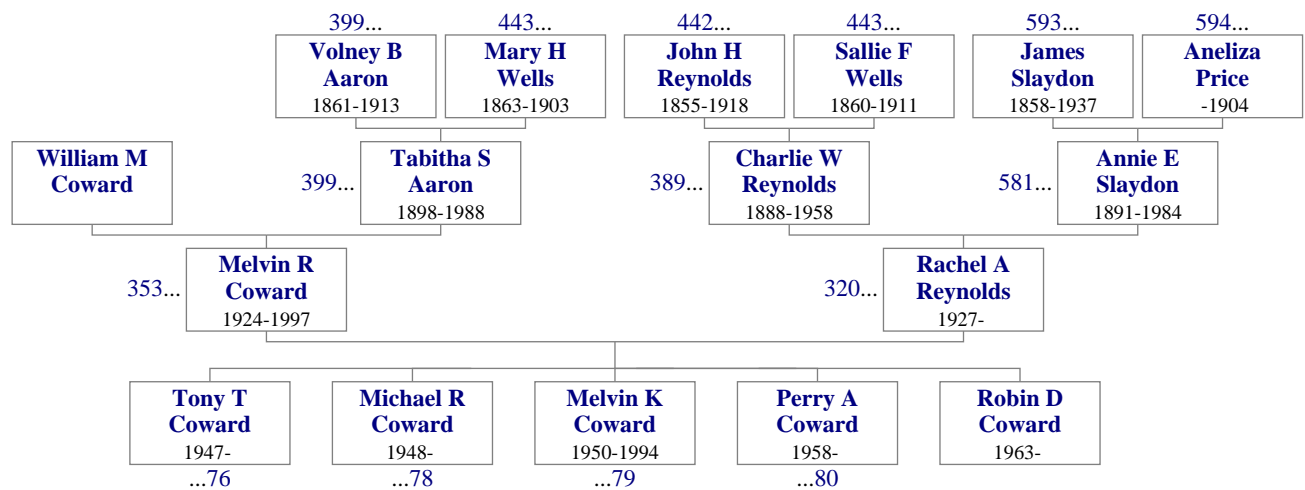 399... 443... 442... 443... 593... 594...
Volney B Mary H John H Sallie F James Aneliza
Aaron Wells Reynolds Wells Slaydon Price
1861-1913 1863-1903 1855-1918 1860-1911 1858-1937 -1904
William M Tabitha S Charlie W Annie E
Coward 399... Aaron 389... Reynolds 581... Slaydon
1898-1988 1888-1958 1891-1984
Melvin R Rachel A
353... Coward 320... Reynolds
1924-1997 1927-
Tony T Michael R Melvin K Perry A Robin D
Coward Coward Coward Coward Coward
1947- 1948- 1950-1994 1958- 1963-
...76 ...78 ...79 ...80